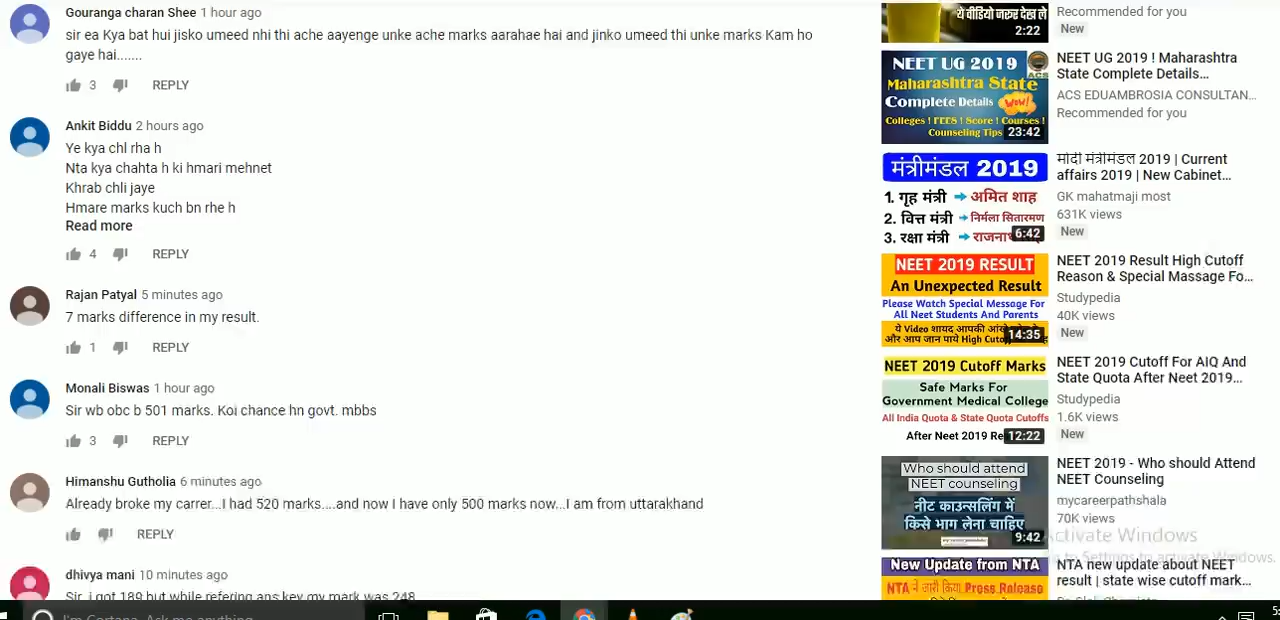 Gouranga charan Shee 1 hour ago
sir ea Kya bat hui jisko umeed nhi thi ache aayenge unke ache marks aarahae hai and jinko umeed thi unke marks Kam ho
gaye hai.......
3 REPLY
Ankit Biddu 2 hours ago
Ye kya chl rha h
Nta kya chahta h ki hmari mehnet
Khrab chli jaye
Hmare marks kuch bn rhe h
Read more
4 REPLY
Rajan Patyal 5 minutes ago
7 marks difference in my result.
1 REPLY
Monali Biswas 1 hour ago
Sir wb obc b 501 marks. Koi chance hn govt. mbbs
3 REPLY
Himanshu Gutholia 6 minutes ago
Already broke my carrer...I had 520 marks....and now I have only 500 marks now...I am from uttarakhand
REPLY
dhivya mani 10 minutes ago
Sir i got 189 but while refering ans key my mark was 248
I'm Cortana. Ask me anything.
ये वीडियो जरूर देख ले
2:22
Recommended for you
New
NEET UG 2019
ACS
Maharashtra State
Complete Details WOW!
Colleges ! FEES ! Score ! Courses !
Counseling Tips 23:42
NEET UG 2019 ! Maharashtra
State Complete Details...
ACS EDUAMBROSIA CONSULTAN...
Recommended for you
मंत्रीमंडल 2019
1. गृह मंत्री → अमित शाह
2. वित्त मंत्री → निर्मला सितारमण
3. रक्षा मंत्री → 6:42
मोदी मंत्रीमंडल 2019 | Current
affairs 2019 | New Cabinet...
GK mahatmaji most
631K views
New
NEET 2019 RESULT
An Unexpected Result
Please Watch Special Message For
All Neet Students And Parents
ये Video शायद आपकी
और आप जान पाये High 14:35
NEET 2019 Result High Cutoff
Reason & Special Massage Fo...
Studypedia
40K views
New
NEET 2019 Cutoff Marks
Safe Marks For
Government Medical College
All India Quota & State Quota Cutoffs
After Neet 2019 Re 12:22
NEET 2019 Cutoff For AIQ And
State Quota After Neet 2019...
Studypedia
1.6K views
New
Who should attend
NEET counseling
नीट काउन्सलिंग में
किसे भाग लेना चाहिए
9:42
NEET 2019 - Who should Attend
NEET Counseling
mycareerpathshala
70K views
Activate Windows
Go to Settings to activate Windows.
New Update from NTA
NTA ने जारी किया Press Release
NTA new update about NEET
result | state wise cutoff mark...